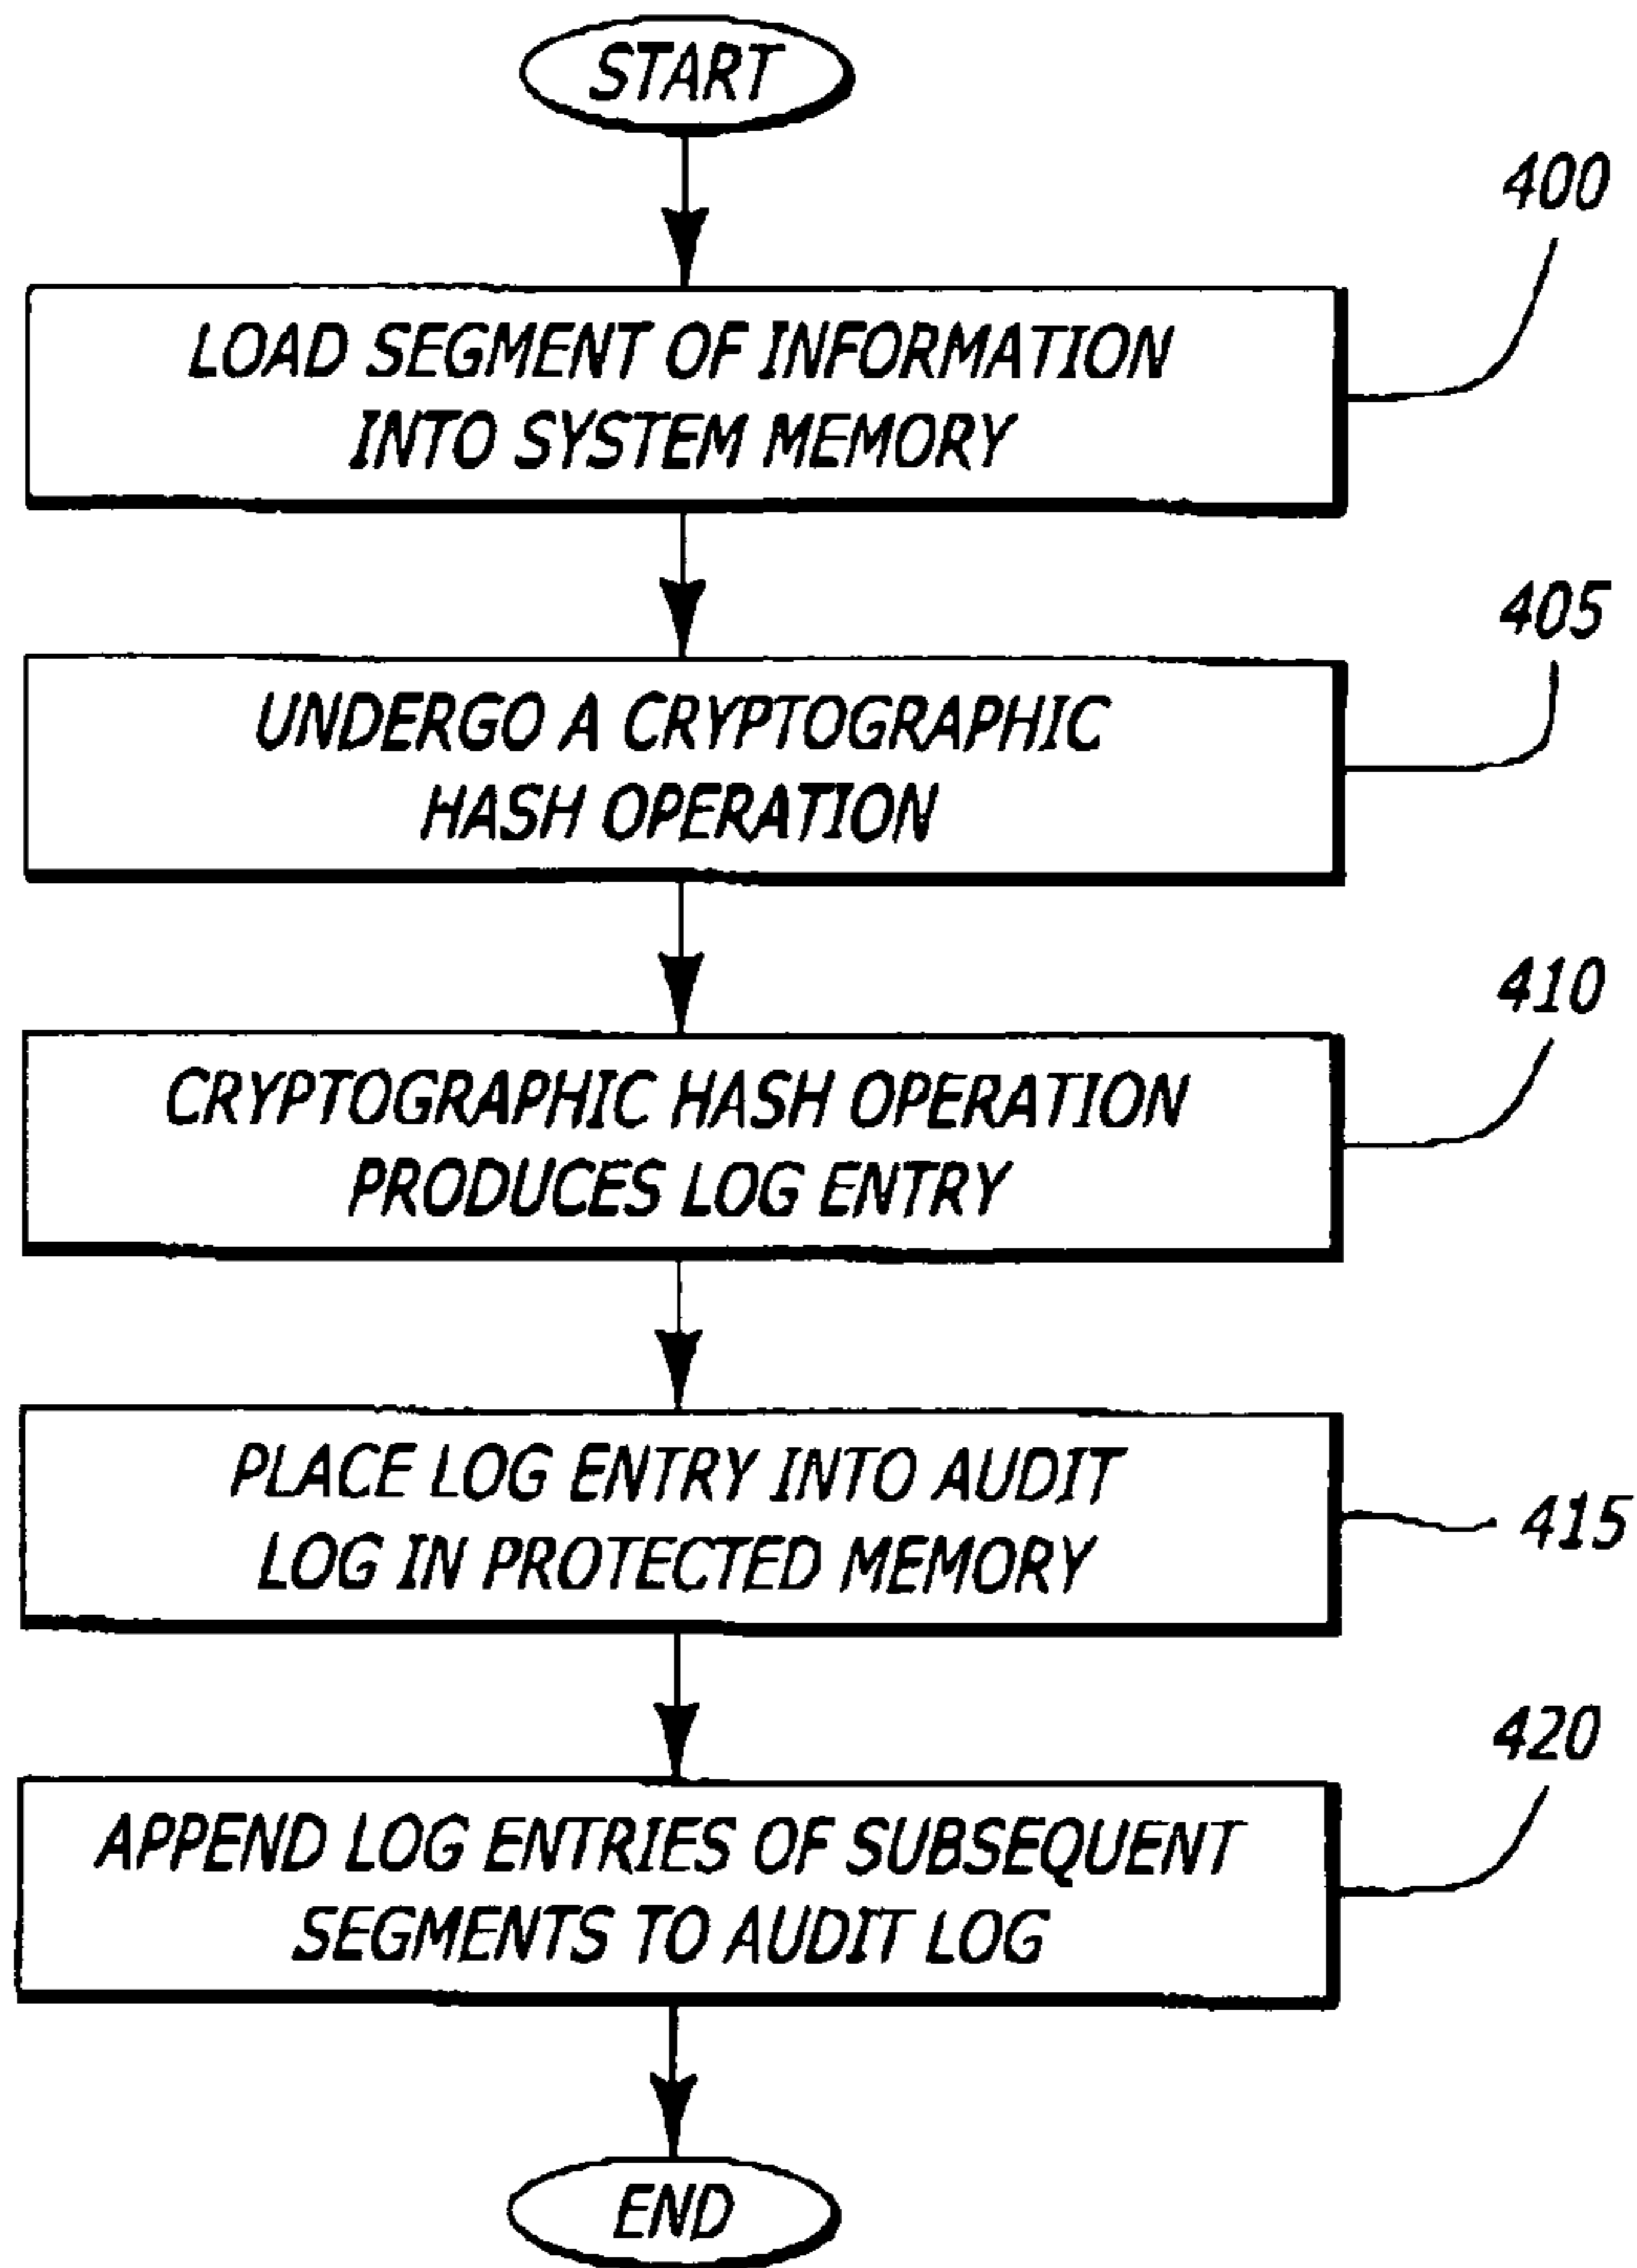 START
400
LOAD SEGMENT OF INFORMATION
INTO SYSTEM MEMORY
405
UNDERGO A CRYPTOGRAPHIC
HASH OPERATION
410
CRYPTOGRAPHIC HASH OPERATION
PRODUCES LOG ENTRY
PLACE LOG ENTRY INTO AUDIT
LOG IN PROTECTED MEMORY
415
420
APPEND LOG ENTRIES OF SUBSEQUENT
SEGMENTS TO AUDIT LOG
END